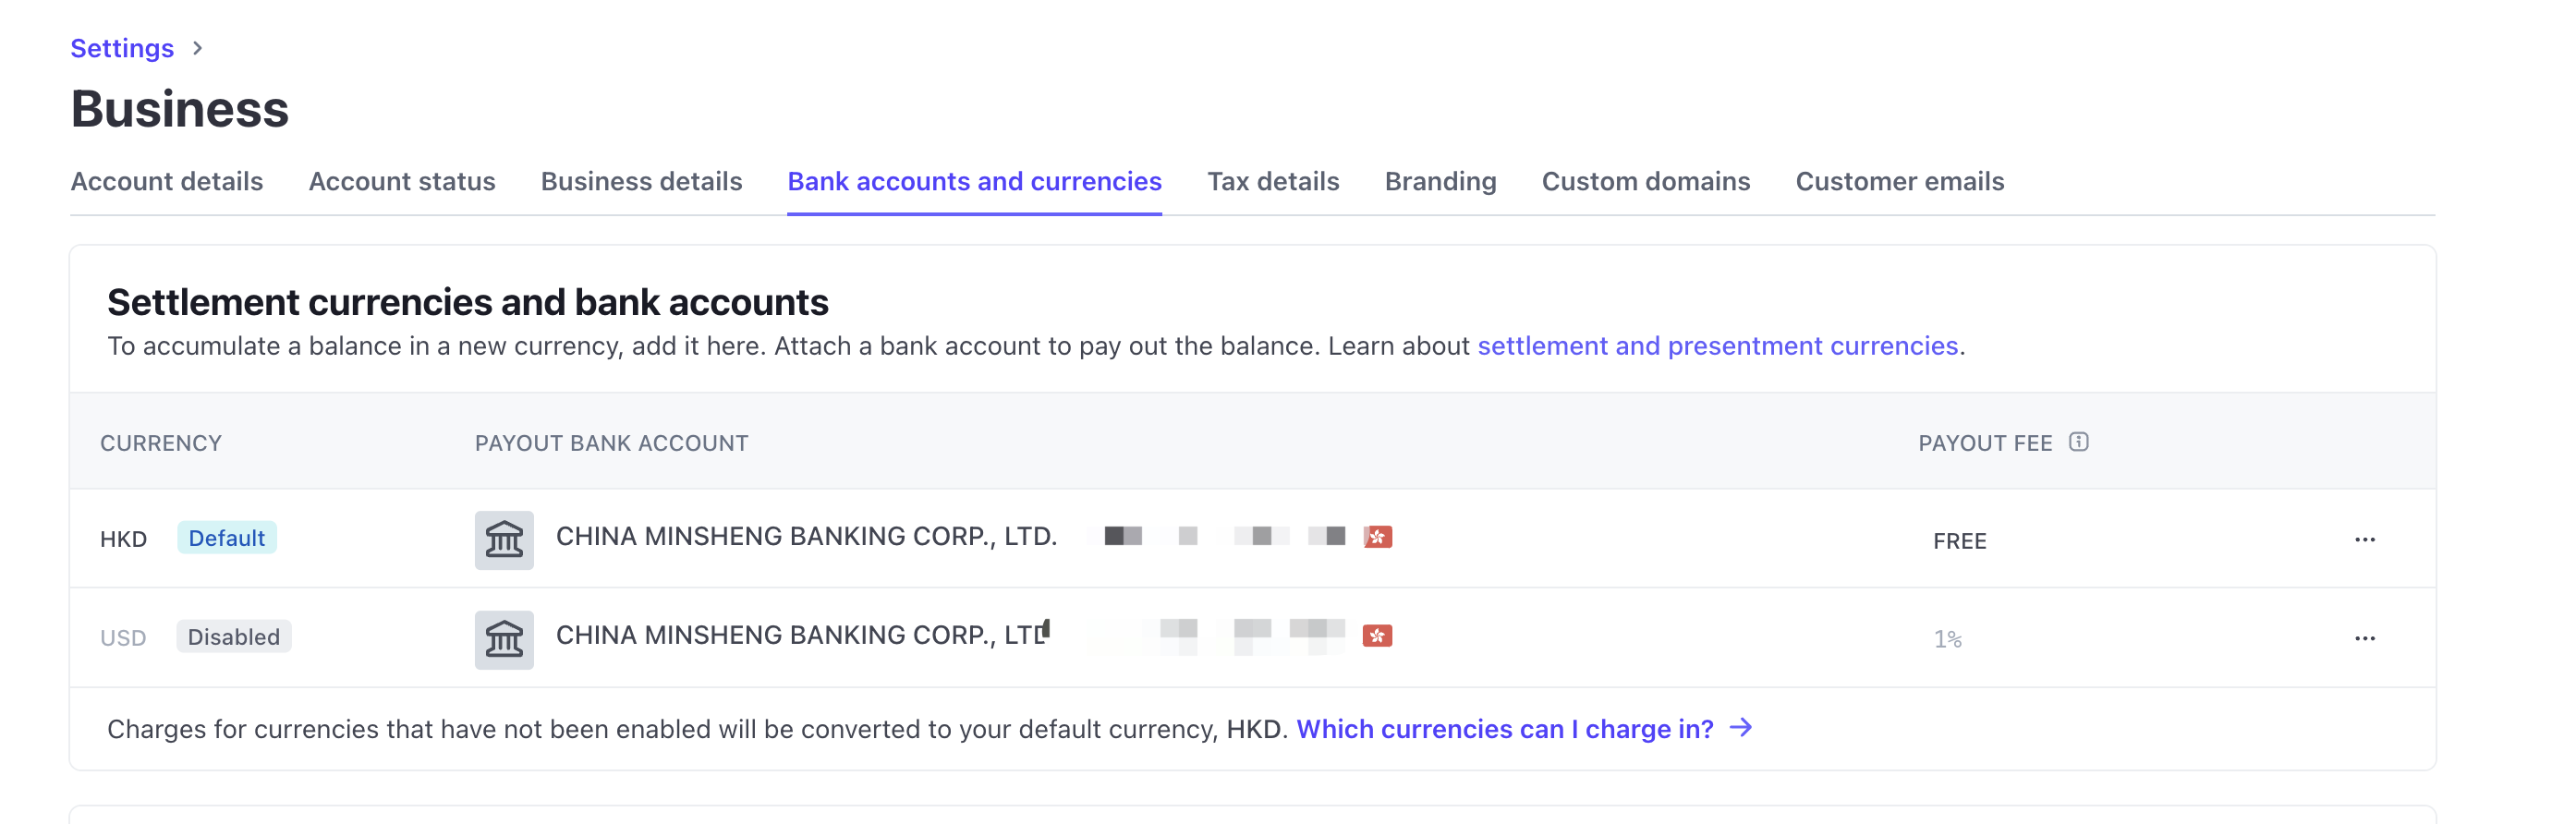 Settings
Business
Account details Account status Business details Bank accounts and currencies Tax details Branding Custom domains Customer emails
Settlement currencies and bank accounts
To accumulate a balance in a new currency, add it here. Attach a bank account to pay out the balance. Learn about settlement and presentment currencies.
CURRENCY PAYOUT BANK ACCOUNT PAYOUT FEE
HKD Default CHINA MINSHENG BANKING CORP., LTD. FREE
USD Disabled CHINA MINSHENG BANKING CORP., LTD 1%
Charges for currencies that have not been enabled will be converted to your default currency, HKD. Which currencies can I charge in? →